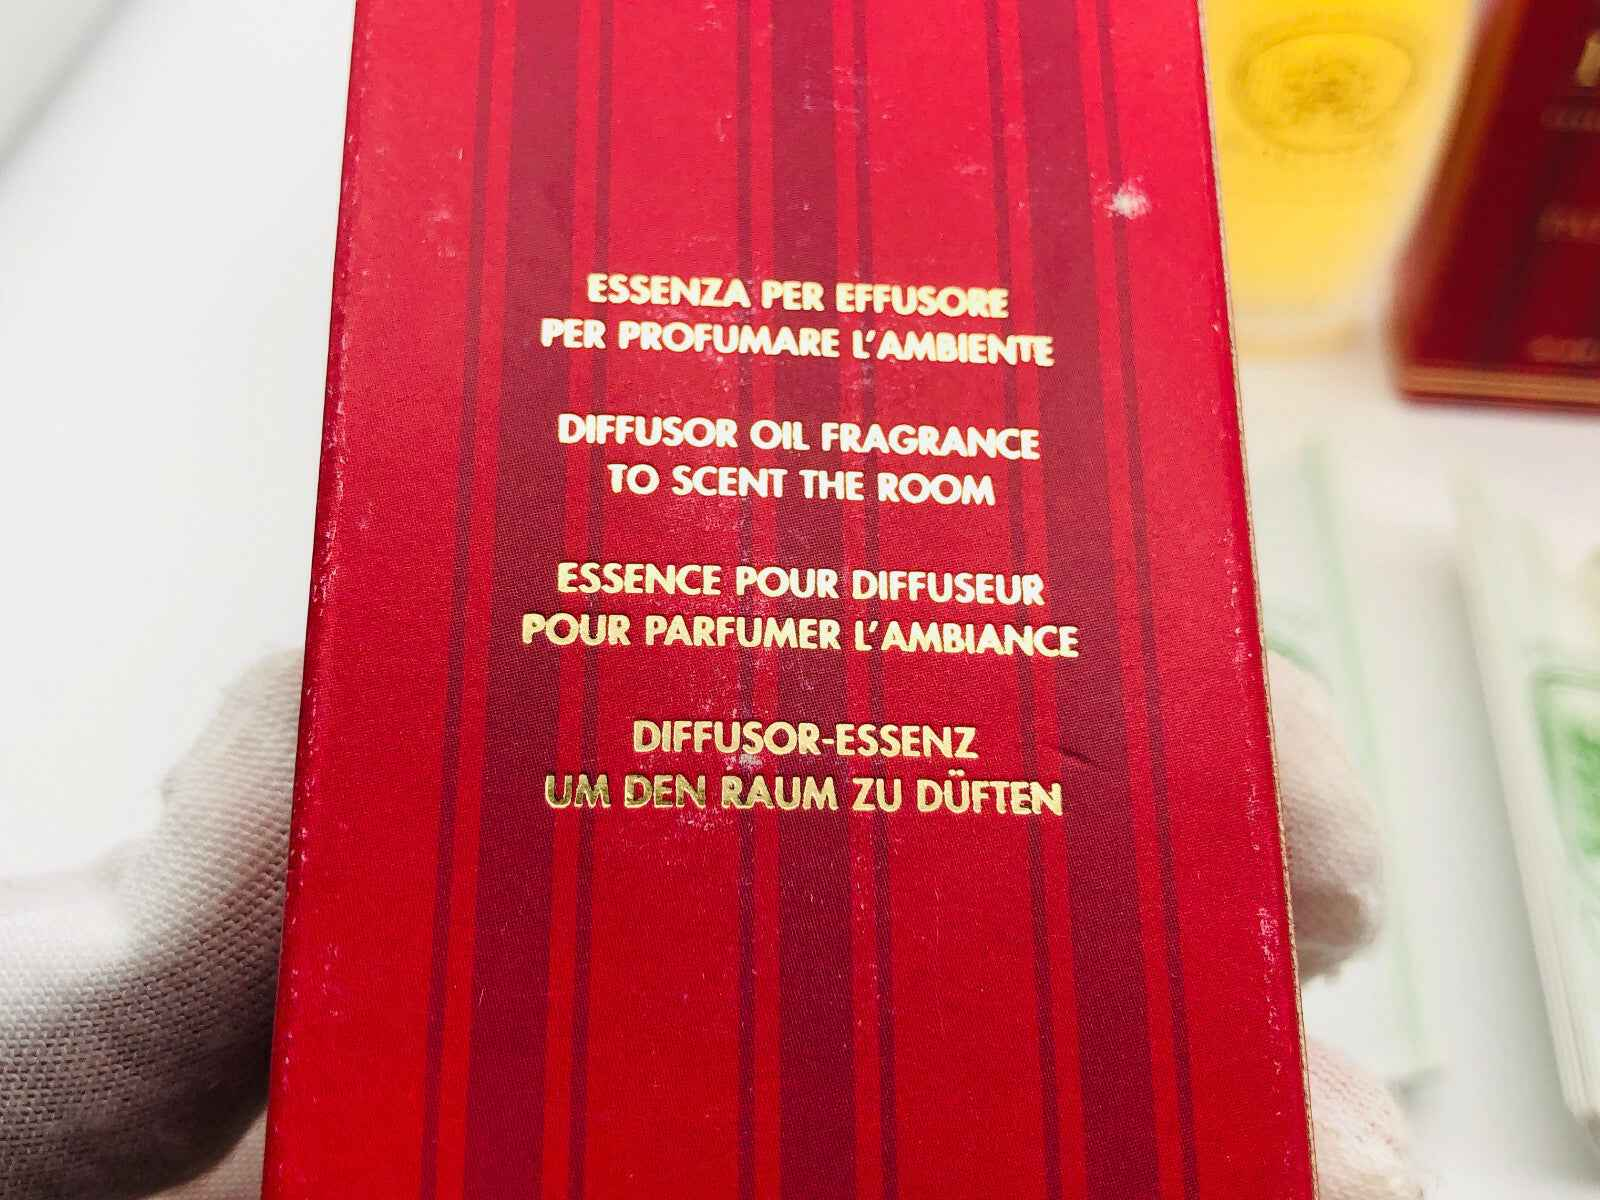 ESSENZA PER EFFUSORE
PER PROFUMARE L'AMBIENTE
DIFFUSOR OIL FRAGRANCE
TO SCENT THE ROOM
ESSENCE POUR DIFFUSEUR
POUR PARFUMER L'AMBIANCE
DIFFUSOR-ESSENZ
UM DEN RAUM ZU DÜFTEN